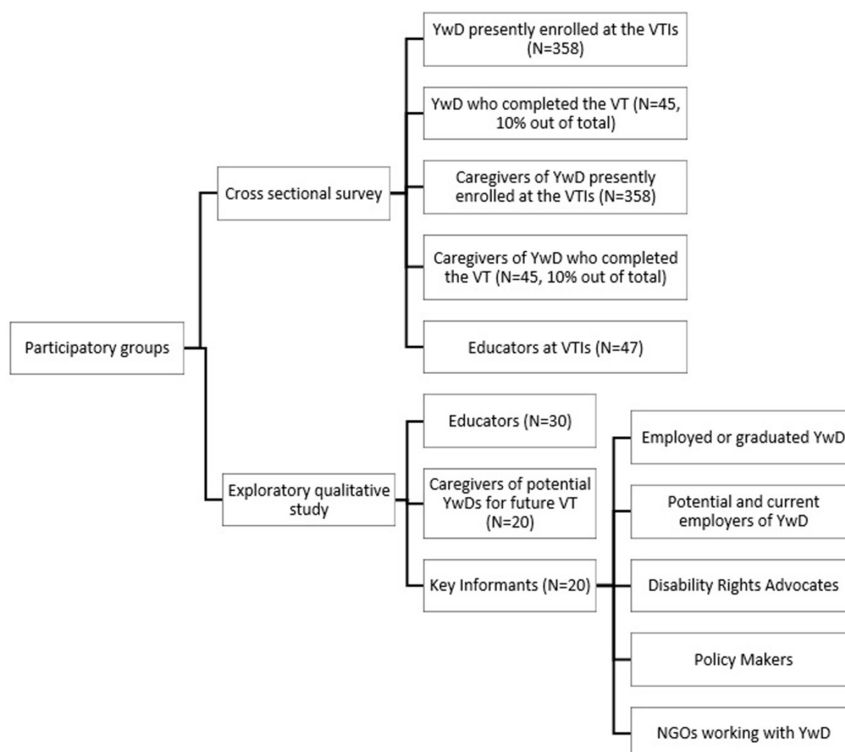 YwD presently enrolled at the VTIs
(N=358)
YwD who completed the VT (N=45,
10% out of total)
Cross sectional survey
Caregivers of YwD presently
enrolled at the VTIs (N=358)
Caregivers of YwD who completed
the VT (N=45, 10% out of total)
Educators at VTIs (N=47)
Participatory groups
Exploratory qualitative
study
Educators (N=30)
Caregivers of potential
YwDs for future VT
(N=20)
Key Informants (N=20)
Employed or graduated YwD
Potential and current
employers of YwD
Disability Rights Advocates
Policy Makers
NGOs working with YwD